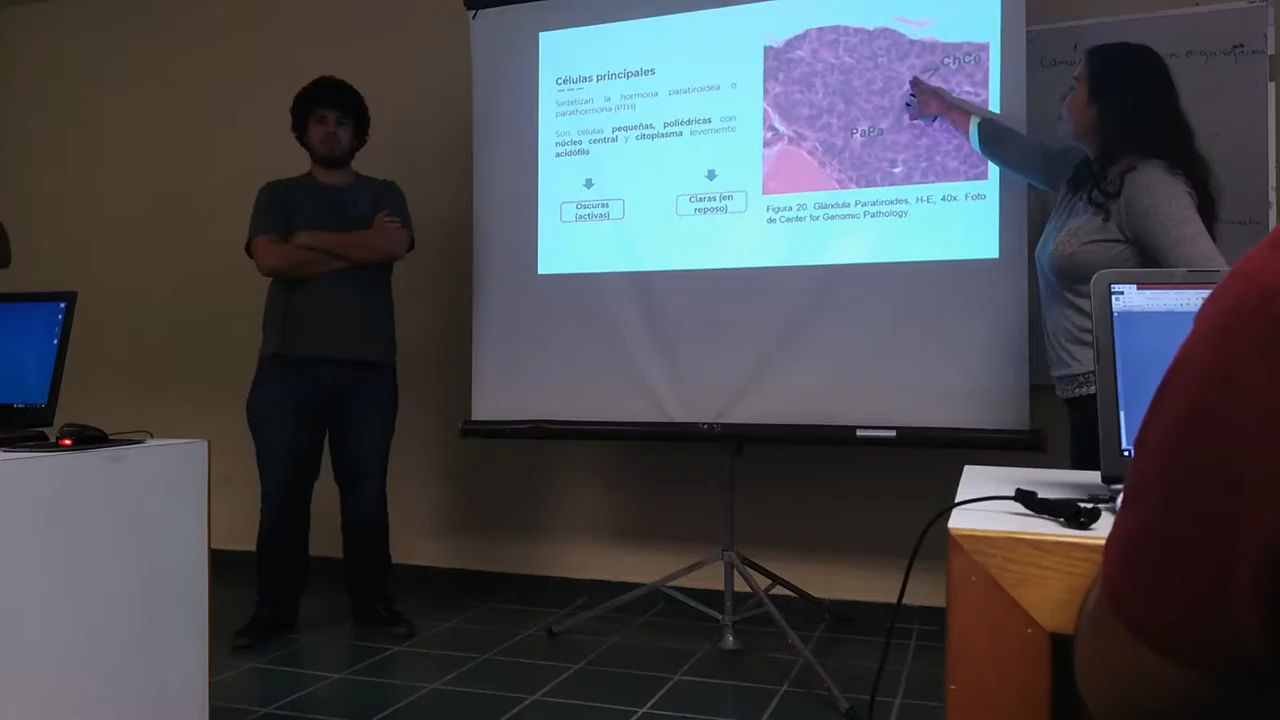 Células principales
Sintetizan la hormona paratiroidea o
parathormona (PTH)
Son células pequeñas, poliédricas con
núcleo central y citoplasma levemente
acidófilo
Oscuras
(activas)
Claras (en
reposo)
ChCe
PaPa
Figura 20. Glándula Paratiroides, H-E, 40x. Foto
de Center for Genomic Pathology.